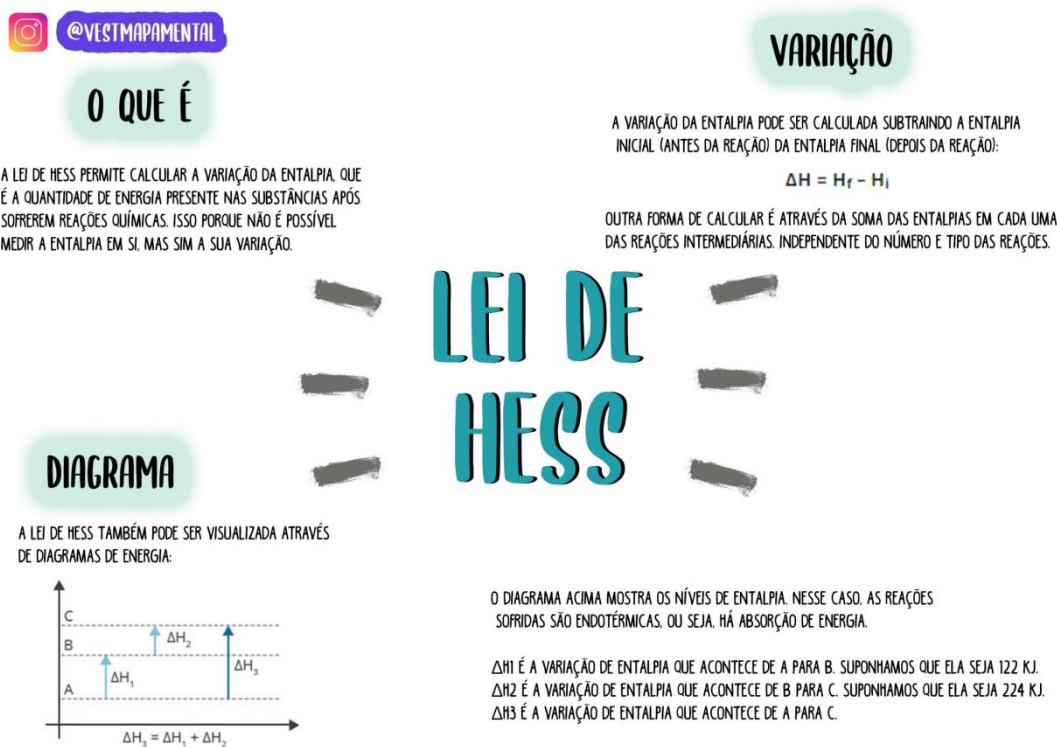 @VESTMAPAMENTAL
O QUE É
A LEI DE HESS PERMITE CALCULAR A VARIAÇÃO DA ENTALPIA, QUE
É A QUANTIDADE DE ENERGIA PRESENTE NAS SUBSTÂNCIAS APÓS
SOFREREM REAÇÕES QUÍMICAS. ISSO PORQUE NÃO É POSSÍVEL
MEDIR A ENTALPIA EM SI, MAS SIM A SUA VARIAÇÃO.
VARIAÇÃO
A VARIAÇÃO DA ENTALPIA PODE SER CALCULADA SUBTRAINDO A ENTALPIA
INICIAL (ANTES DA REAÇÃO) DA ENTALPIA FINAL (DEPOIS DA REAÇÃO):
ΔH = Hf – Hi
OUTRA FORMA DE CALCULAR É ATRAVÉS DA SOMA DAS ENTALPIAS EM CADA UMA
DAS REAÇÕES INTERMEDIÁRIAS. INDEPENDENTE DO NÚMERO E TIPO DAS REAÇÕES.
LEI DE
HESS
DIAGRAMA
A LEI DE HESS TAMBÉM PODE SER VISUALIZADA ATRAVÉS
DE DIAGRAMAS DE ENERGIA:
C
ΔH₂
B
ΔH₁
ΔH₃
A
ΔH₃ = ΔH₁ + ΔH₂
O DIAGRAMA ACIMA MOSTRA OS NÍVEIS DE ENTALPIA. NESSE CASO, AS REAÇÕES
SOFRIDAS SÃO ENDOTÉRMICAS, OU SEJA, HÁ ABSORÇÃO DE ENERGIA.
△H1 É A VARIAÇÃO DE ENTALPIA QUE ACONTECE DE A PARA B. SUPONHAMOS QUE ELA SEJA 122 KJ.
△H2 É A VARIAÇÃO DE ENTALPIA QUE ACONTECE DE B PARA C. SUPONHAMOS QUE ELA SEJA 224 KJ.
△H3 É A VARIAÇÃO DE ENTALPIA QUE ACONTECE DE A PARA C.